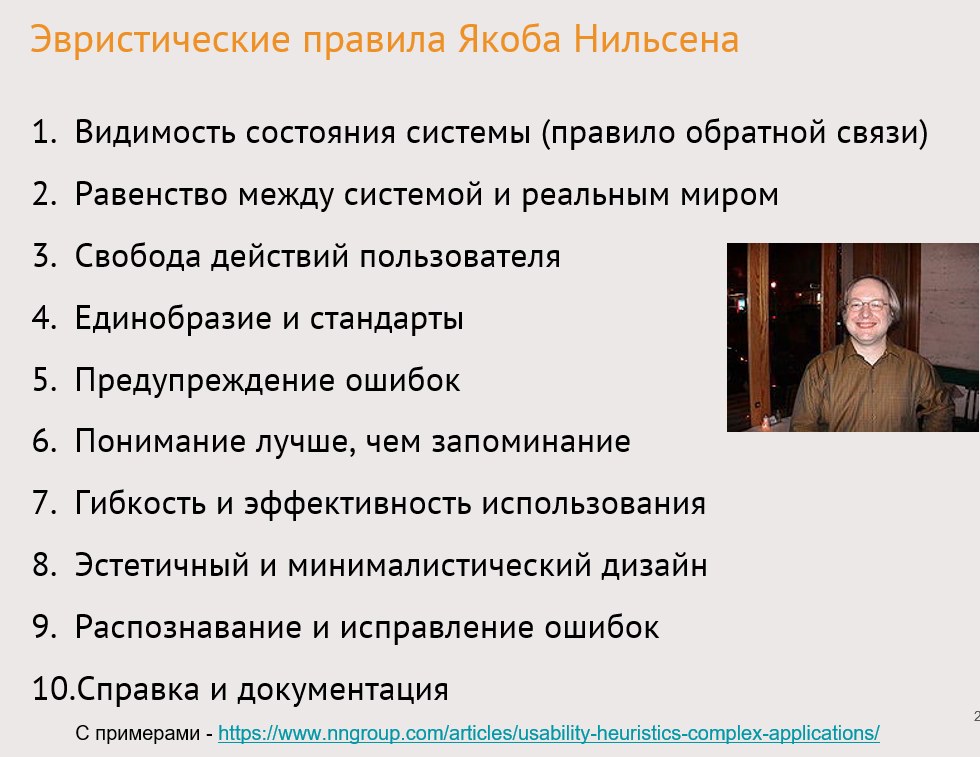 Эвристические правила Якоба Нильсена
1. Видимость состояния системы (правило обратной связи)
2. Равенство между системой и реальным миром
3. Свобода действий пользователя
4. Единобразие и стандарты
5. Предупреждение ошибок
6. Понимание лучше, чем запоминание
7. Гибкость и эффективность использования
8. Эстетичный и минималистический дизайн
9. Распознавание и исправление ошибок
10.Справка и документация
С примерами - https://www.nngroup.com/articles/usability-heuristics-complex-applications/